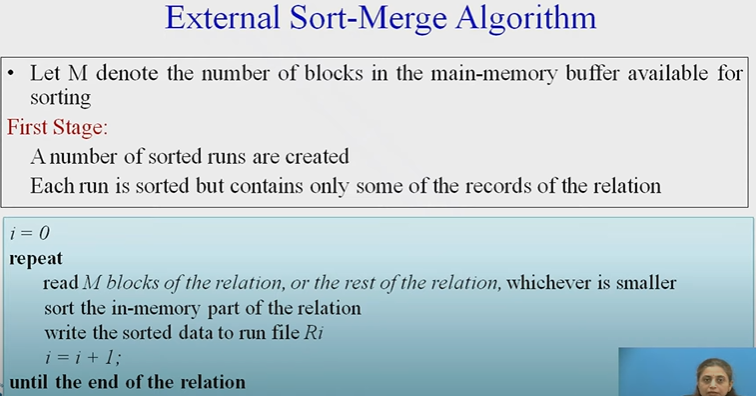 External Sort-Merge Algorithm
• Let M denote the number of blocks in the main-memory buffer available for
sorting
First Stage:
A number of sorted runs are created
Each run is sorted but contains only some of the records of the relation
i = 0
repeat
read M blocks of the relation, or the rest of the relation, whichever is smaller
sort the in-memory part of the relation
write the sorted data to run file Ri
i = i + 1;
until the end of the relation